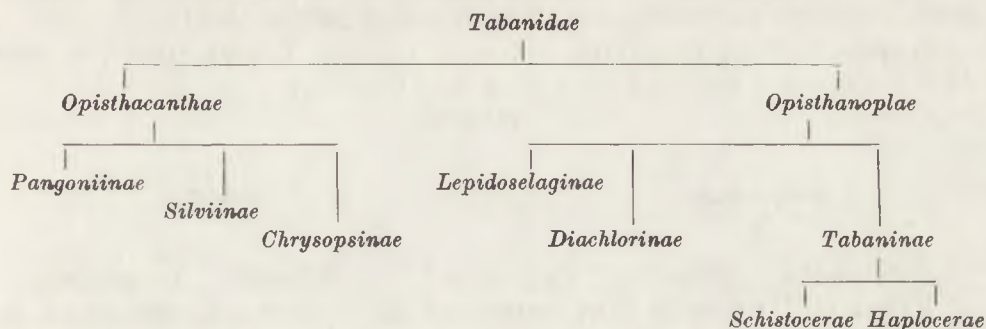 Tabanidae
Opisthacanthae Opisthanoplae
Pangoniinae Lepidoselaginae
Silviinae
Chrysopsinae Diachlorinae Tabaninae
Schistocerae Haplocerae